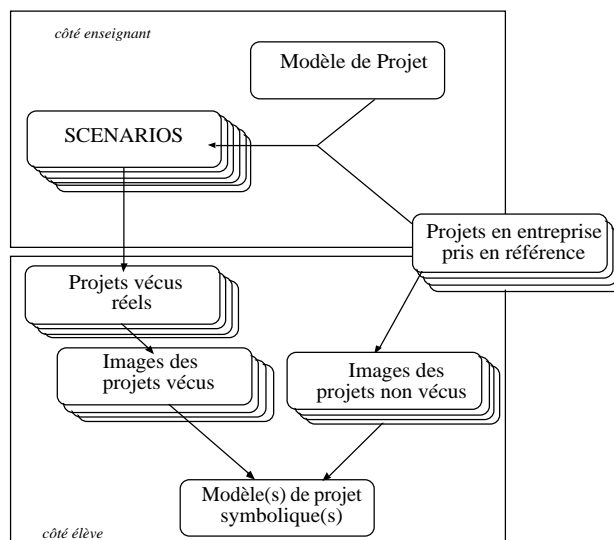 côté enseignant
Modèle de Projet
SCENARIOS
Projets en entreprise
pris en référence
Projets vécus
réels
Images des
projets vécus
Images des
projets non vécus
Modèle(s) de projet
symbolique(s)
côté élève